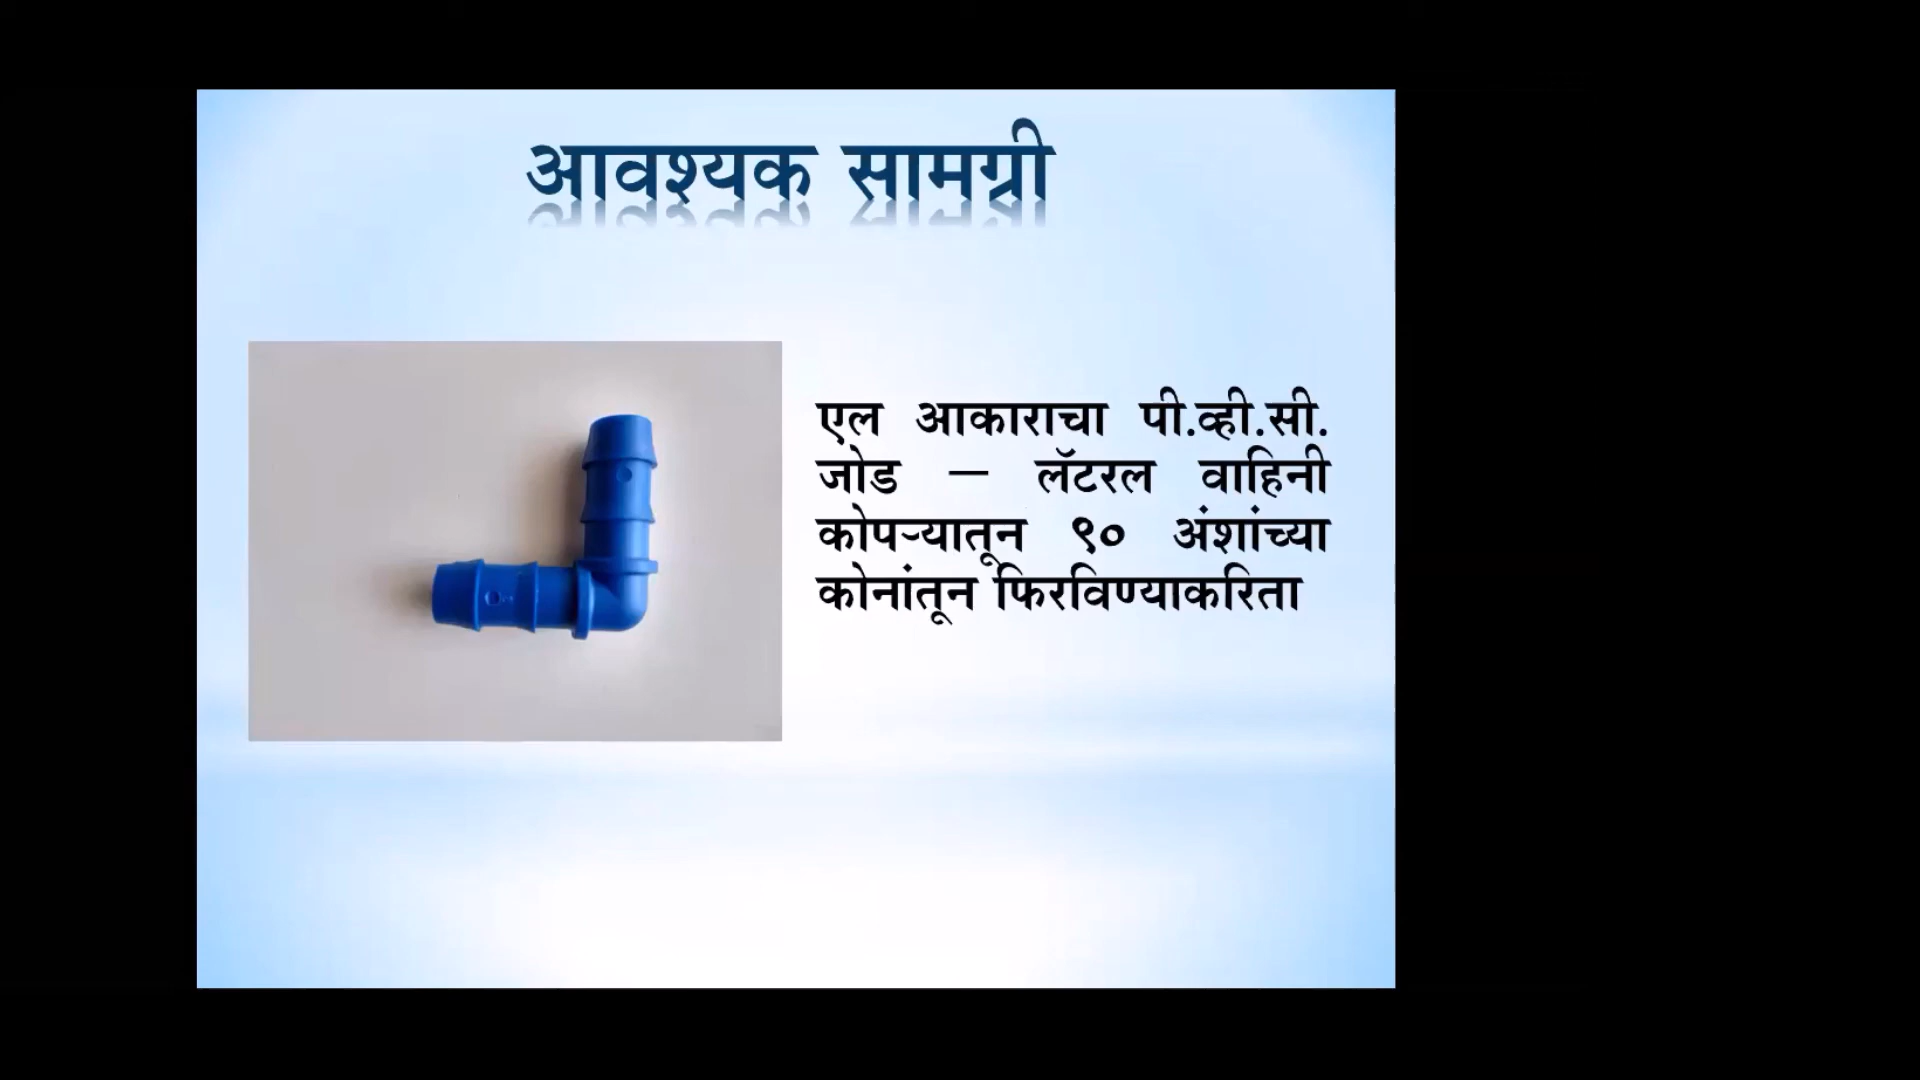 आवश्यक सामग्री
एल आकाराचा पी.व्ही.सी.
जोड – लॅटरल वाहिनी
कोपऱ्यातून ९० अंशांच्या
कोनांतून फिरविण्याकरिता